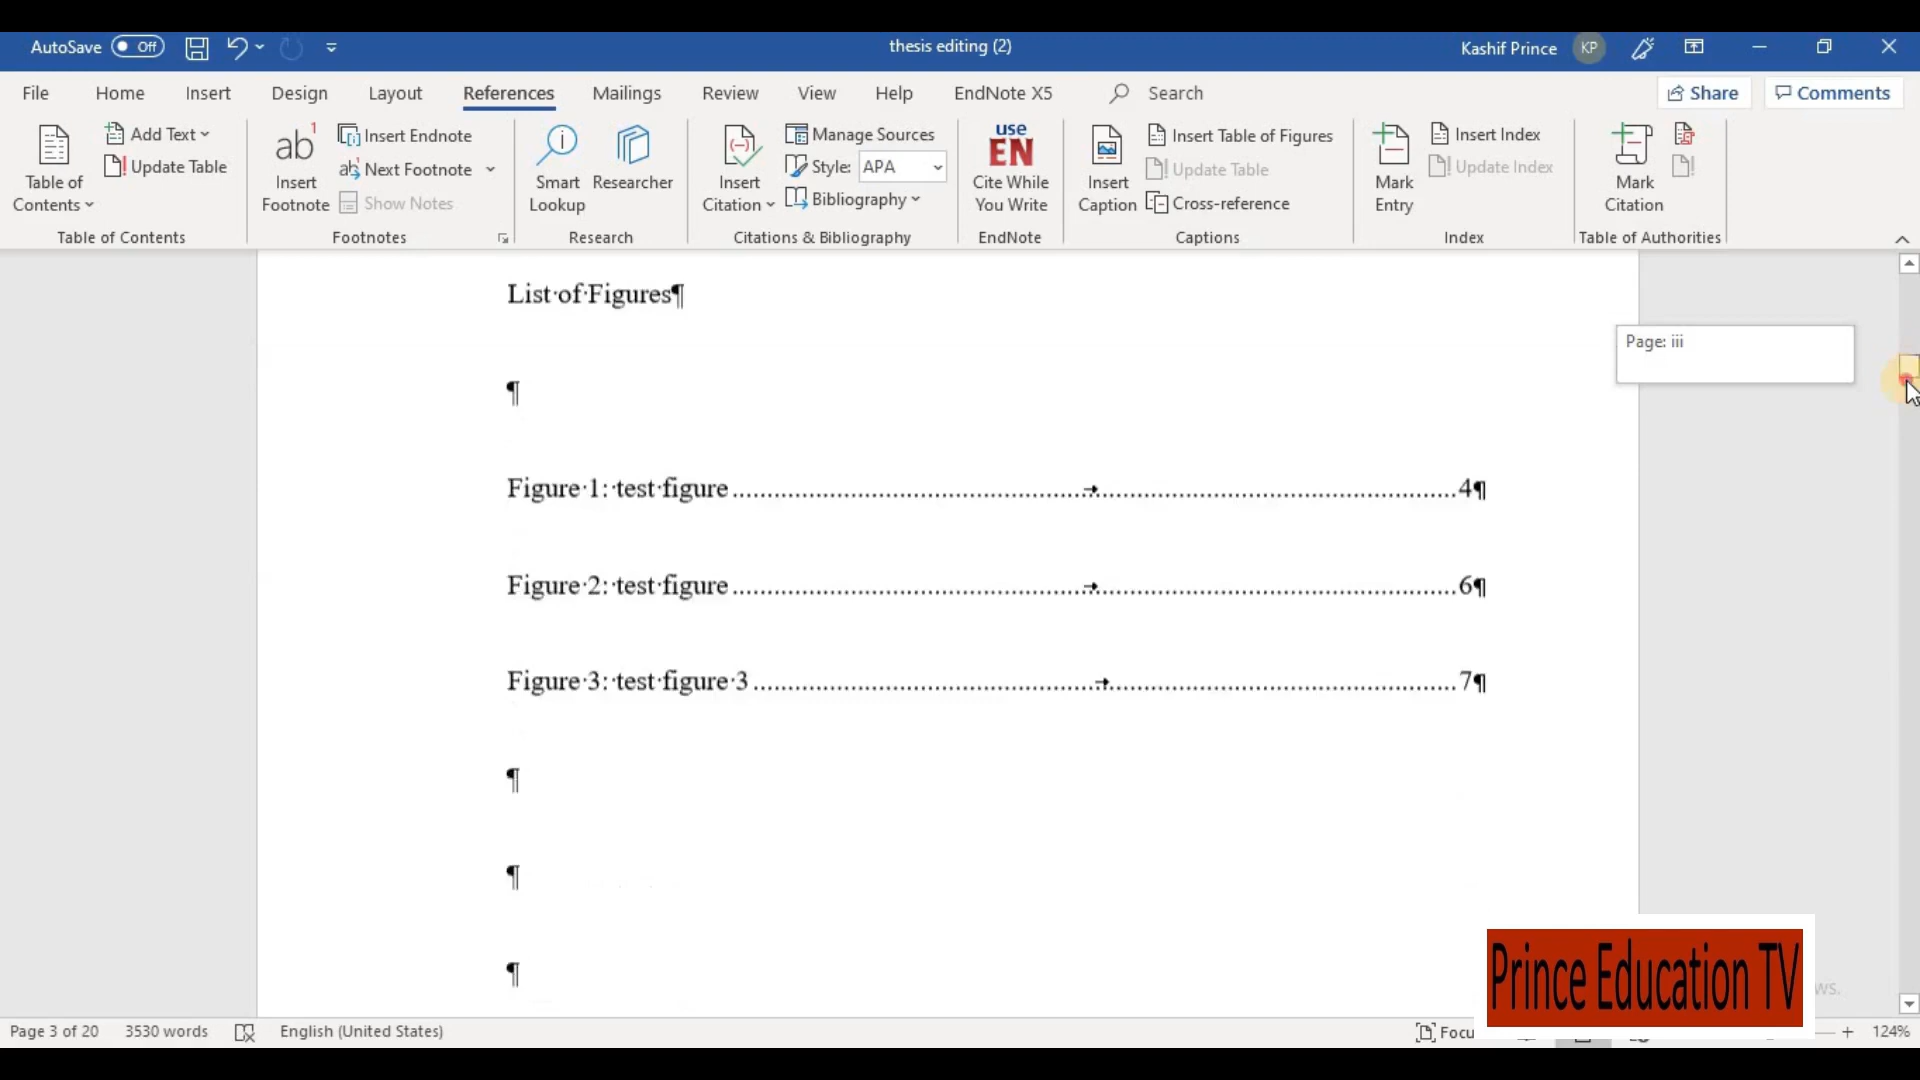 AutoSave Off thesis editing (2) Kashif Prince KP
File Home Insert Design Layout References Mailings Review View Help EndNote X5 Search Share Comments
Table of Contents
Add Text
Update Table
Table of Contents
ab1
Insert Footnote
Insert Endnote
Next Footnote
Show Notes
Footnotes
Smart Lookup
Researcher
Research
Insert Citation
Manage Sources
Style: APA
Bibliography
Citations & Bibliography
use
EN
Cite While You Write
EndNote
Insert Caption
Insert Table of Figures
Update Table
Cross-reference
Captions
Mark Entry
Insert Index
Update Index
Index
Mark Citation
Table of Authorities
List·of·Figures¶
Page: iii
¶
Figure·1:·test·figure................................................→................................................4¶
Figure·2:·test·figure................................................→................................................6¶
Figure·3:·test·figure·3................................................→................................................7¶
¶
¶
¶
Prince Education TV
ws.
Page 3 of 20 3530 words English (United States) Focu 124%